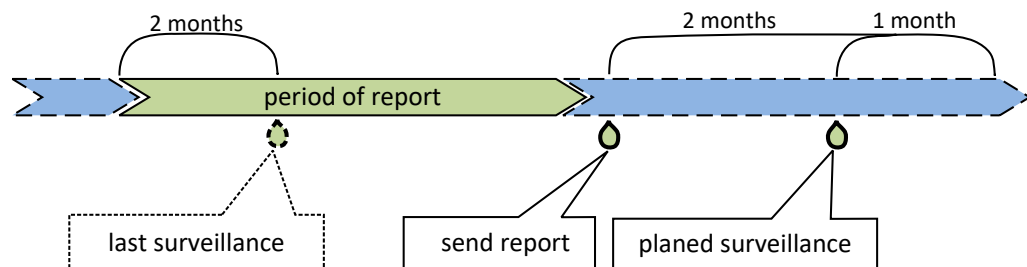 2 months
2 months
1 month
period of report
last surveillance
send report
planed surveillance